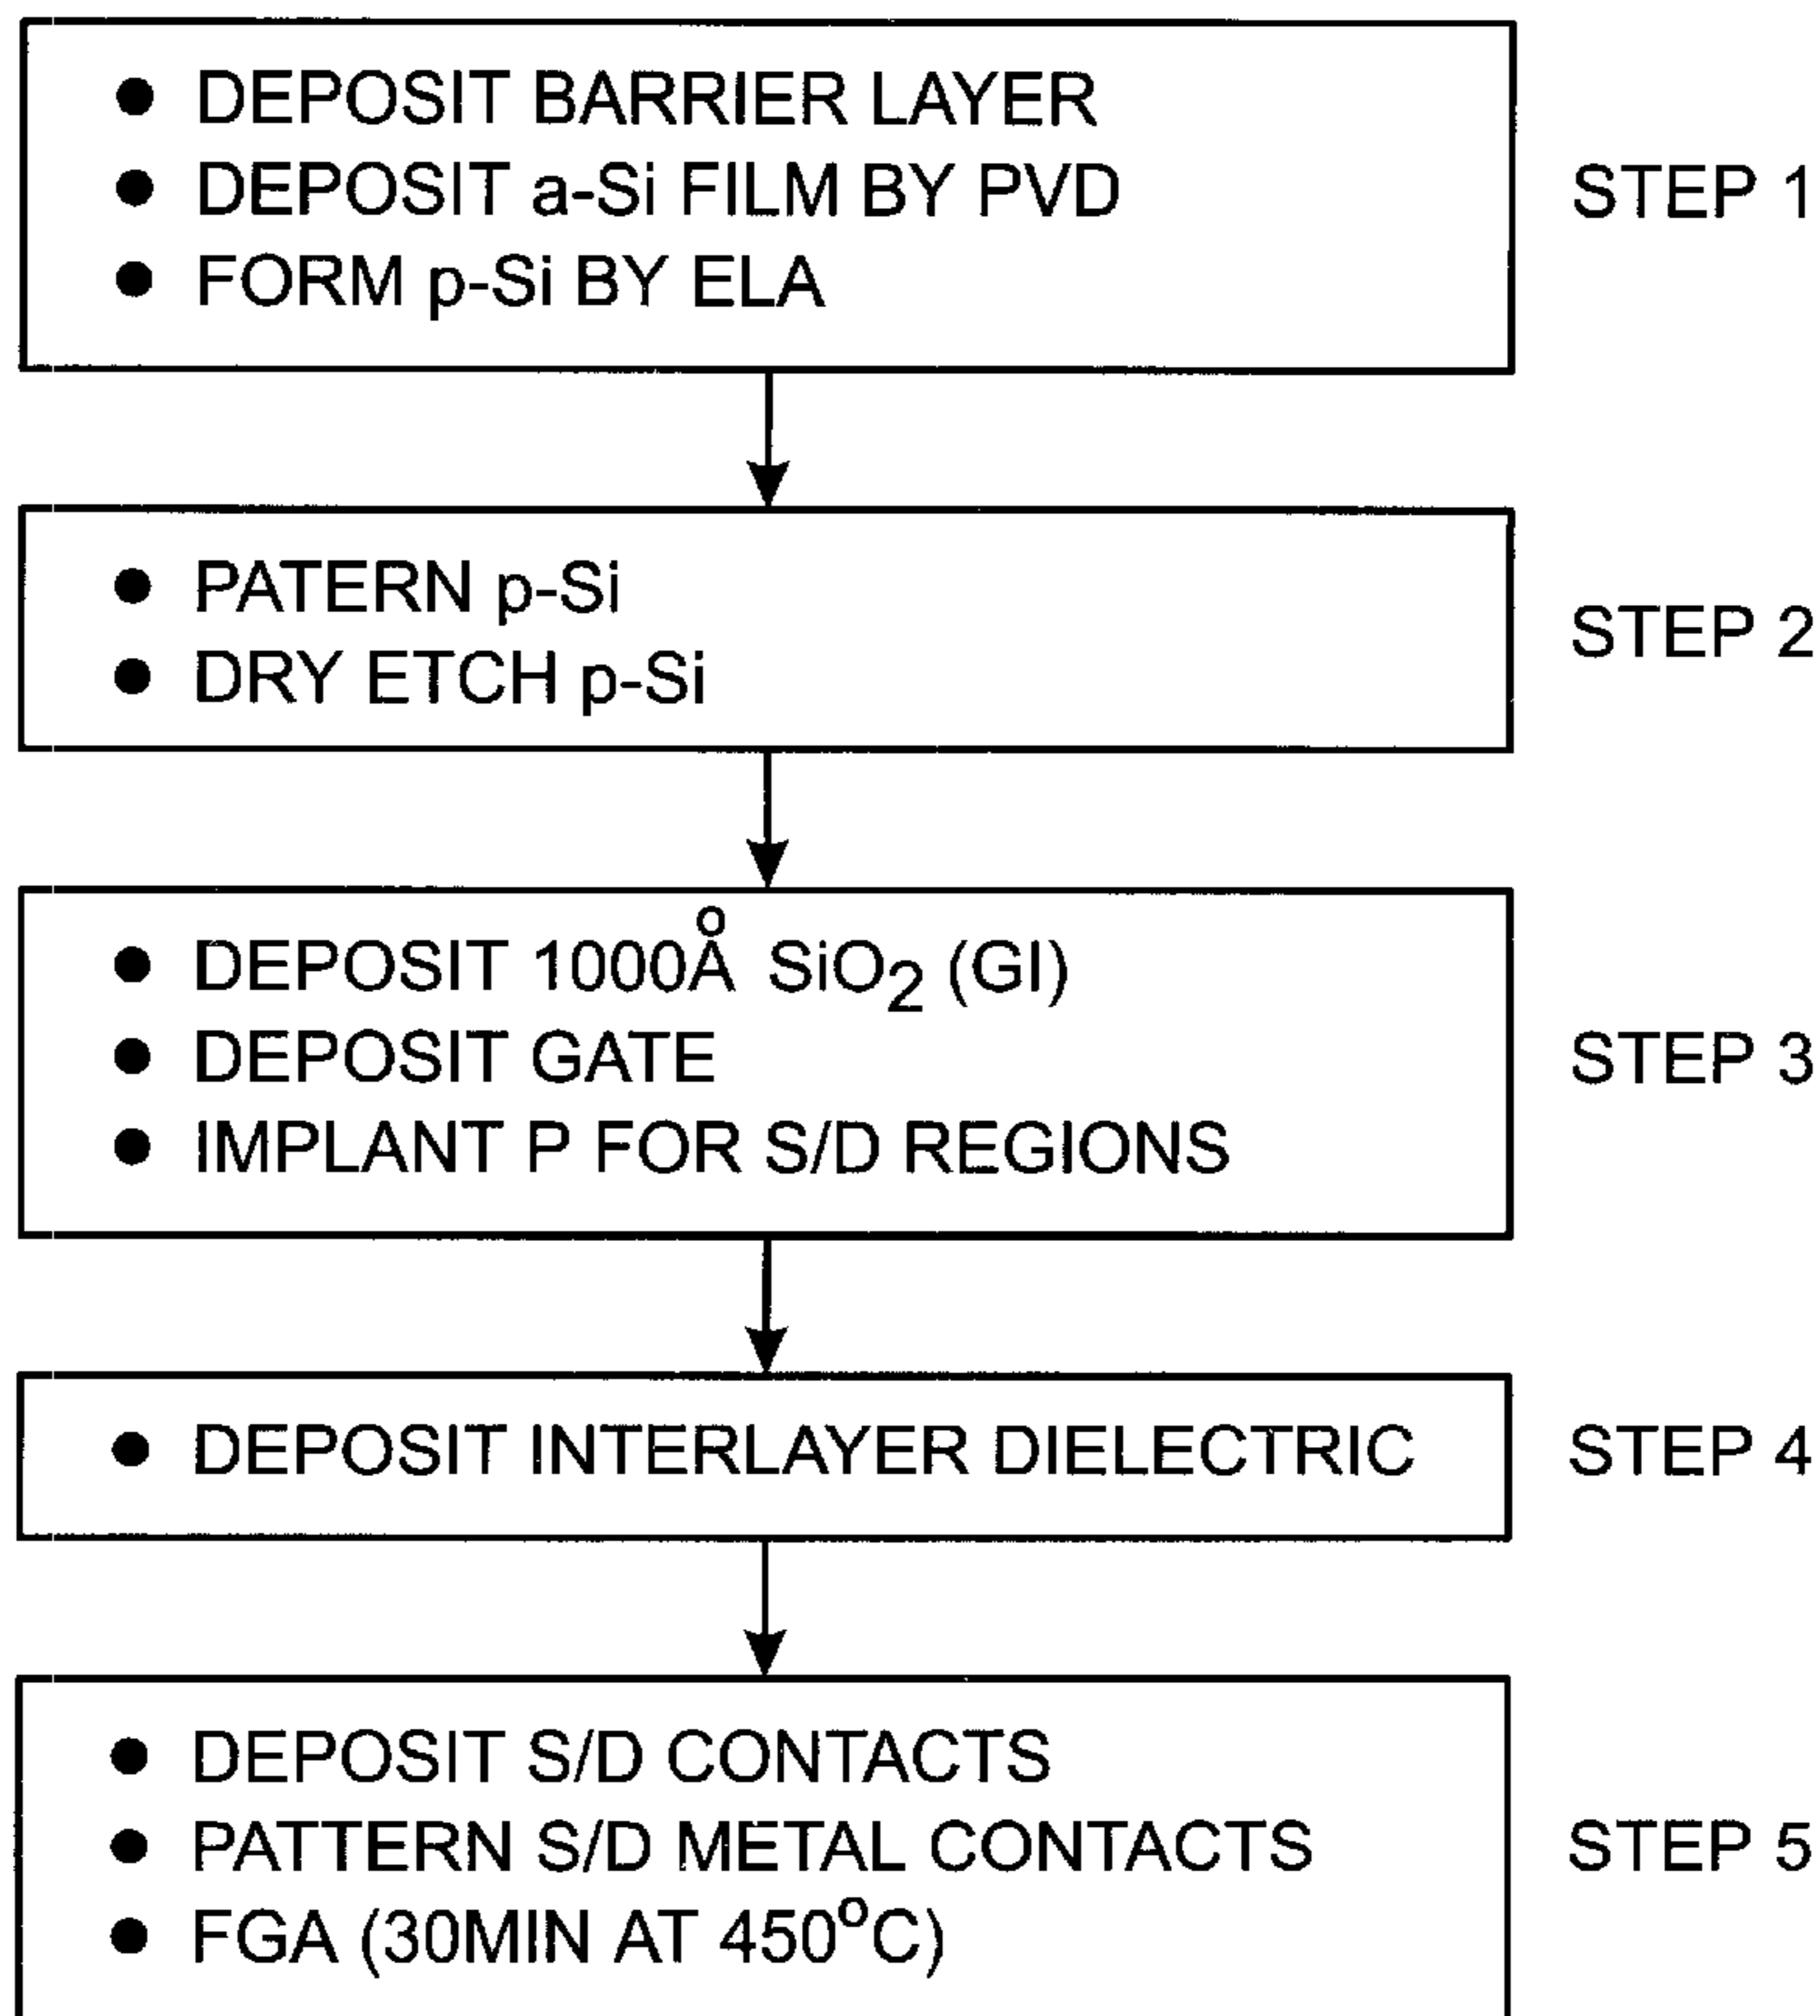 ● DEPOSIT BARRIER LAYER
● DEPOSIT a-Si FILM BY PVD
● FORM p-Si BY ELA
STEP 1
● PATERN p-Si
● DRY ETCH p-Si
STEP 2
● DEPOSIT 1000Å SiO₂ (GI)
● DEPOSIT GATE
● IMPLANT P FOR S/D REGIONS
STEP 3
● DEPOSIT INTERLAYER DIELECTRIC
STEP 4
● DEPOSIT S/D CONTACTS
● PATTERN S/D METAL CONTACTS
● FGA (30MIN AT 450°C)
STEP 5